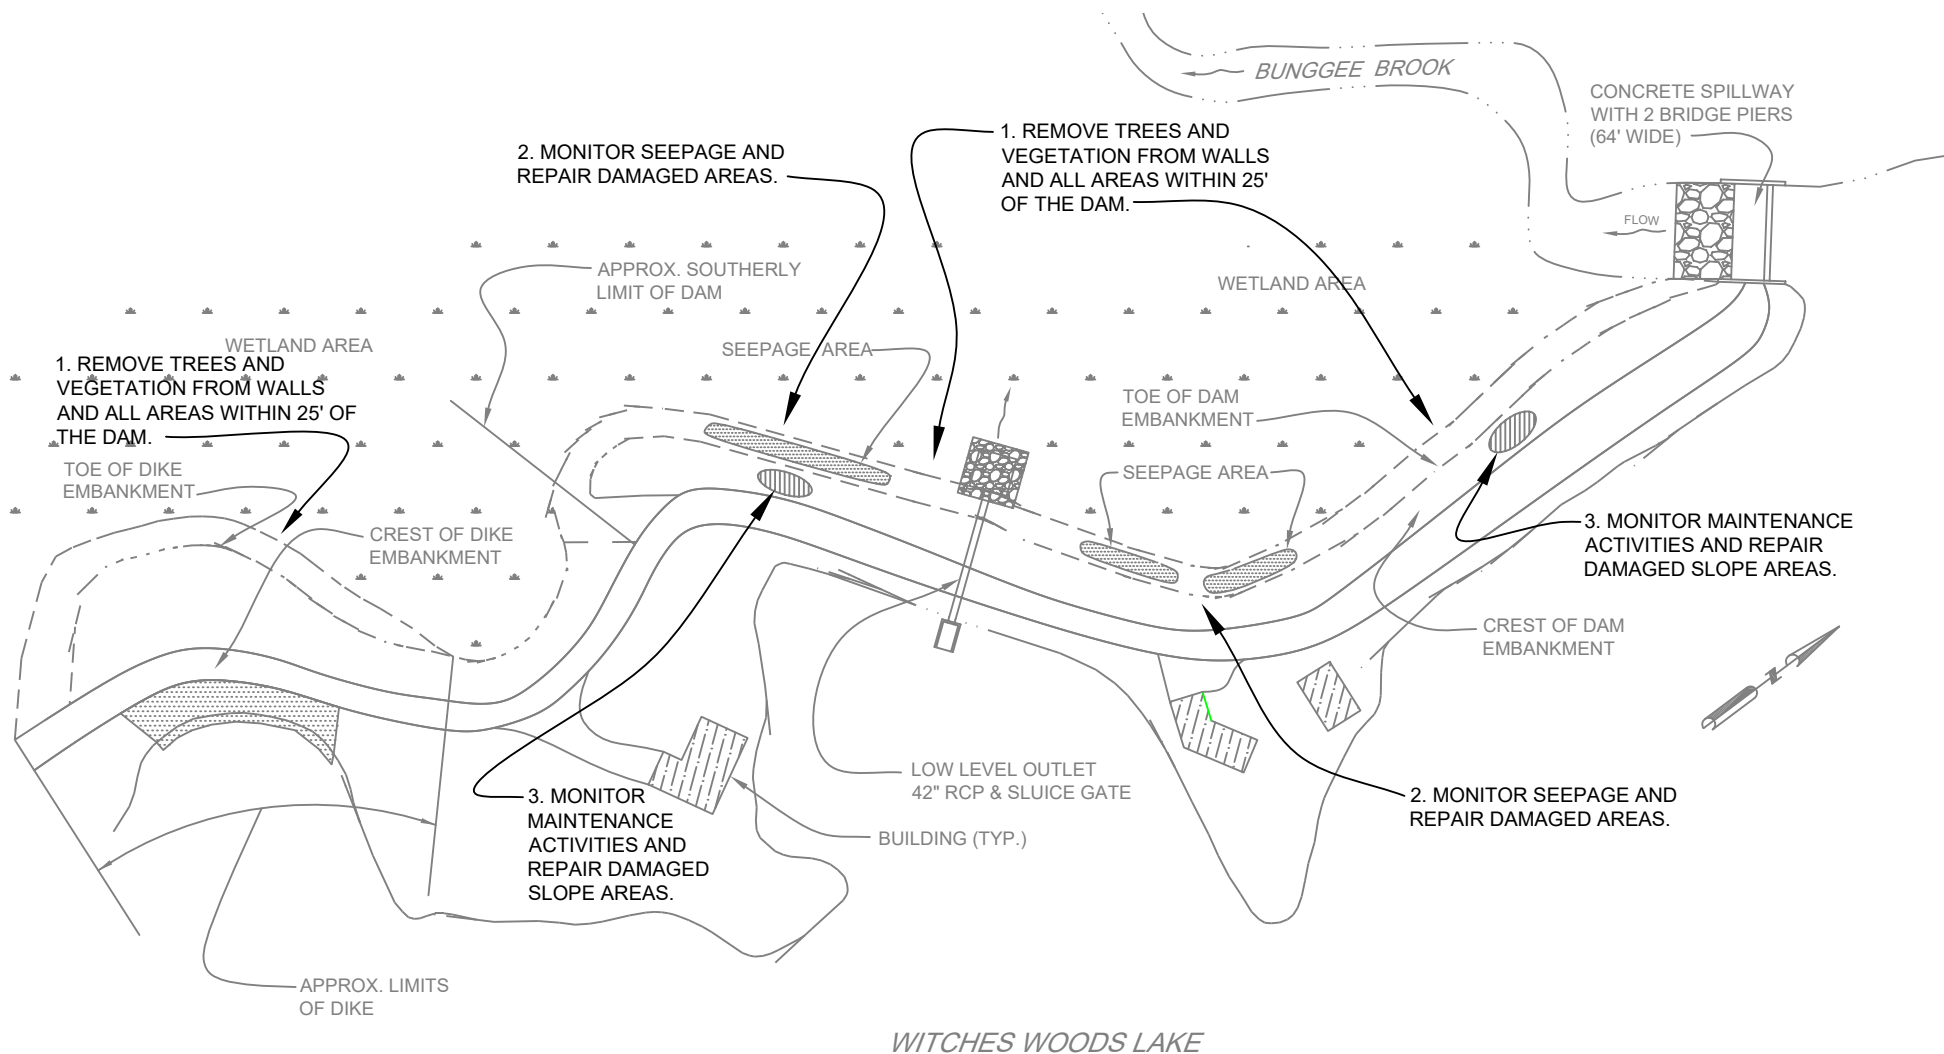 BUNGGEE BROOK
CONCRETE SPILLWAY
WITH 2 BRIDGE PIERS
(64' WIDE)
1. REMOVE TREES AND
VEGETATION FROM WALLS
AND ALL AREAS WITHIN 25'
OF THE DAM.
2. MONITOR SEEPAGE AND
REPAIR DAMAGED AREAS.
FLOW
APPROX. SOUTHERLY
LIMIT OF DAM
WETLAND AREA
WETLAND AREA
SEEPAGE AREA
1. REMOVE TREES AND
VEGETATION FROM WALLS
AND ALL AREAS WITHIN 25' OF
THE DAM.
TOE OF DAM
EMBANKMENT
TOE OF DIKE
EMBANKMENT
SEEPAGE AREA
CREST OF DIKE
EMBANKMENT
3. MONITOR MAINTENANCE
ACTIVITIES AND REPAIR
DAMAGED SLOPE AREAS.
CREST OF DAM
EMBANKMENT
N
LOW LEVEL OUTLET
42" RCP & SLUICE GATE
3. MONITOR
MAINTENANCE
ACTIVITIES AND
REPAIR DAMAGED
SLOPE AREAS.
2. MONITOR SEEPAGE AND
REPAIR DAMAGED AREAS.
BUILDING (TYP.)
APPROX. LIMITS
OF DIKE
WITCHES WOODS LAKE